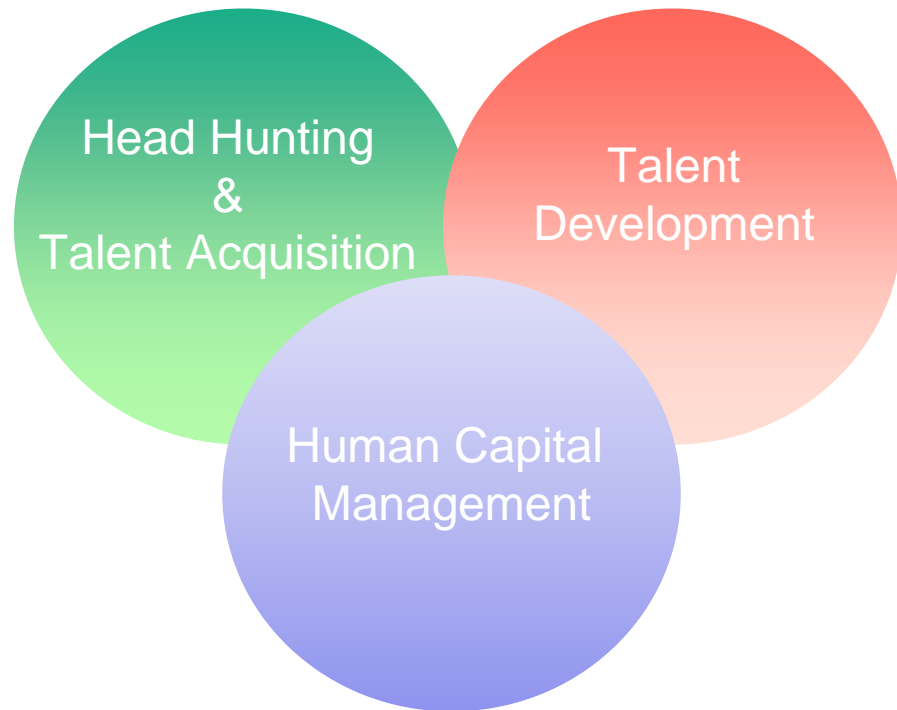 Head Hunting
&
Talent Acquisition
Talent
Development
Human Capital
Management